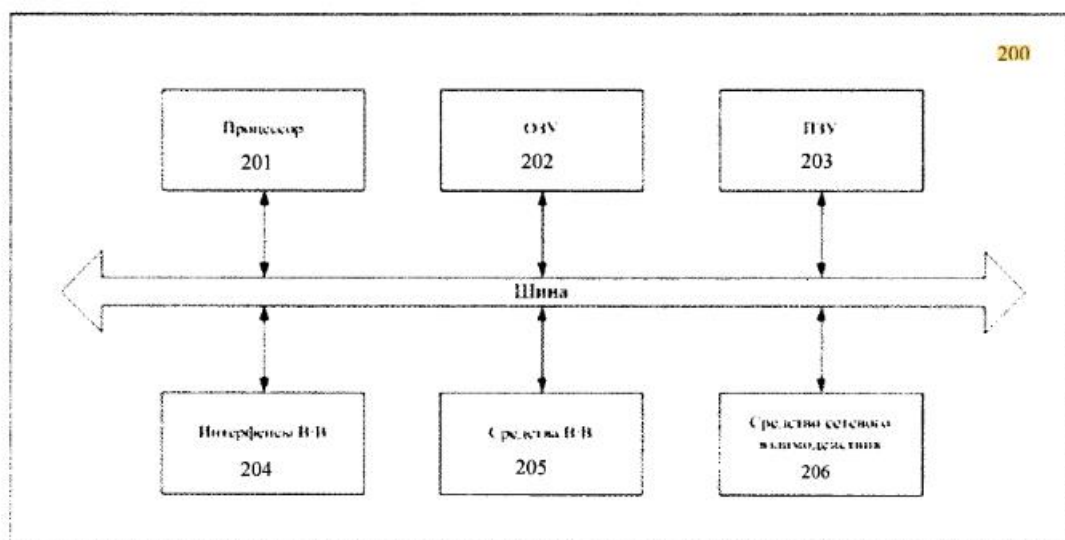 200
Процессор
201
ОЗУ
202
ПЗУ
203
Шина
Интерфейсы В/В
204
Средства В/В
205
Средство сетевого
взаимодействия
206